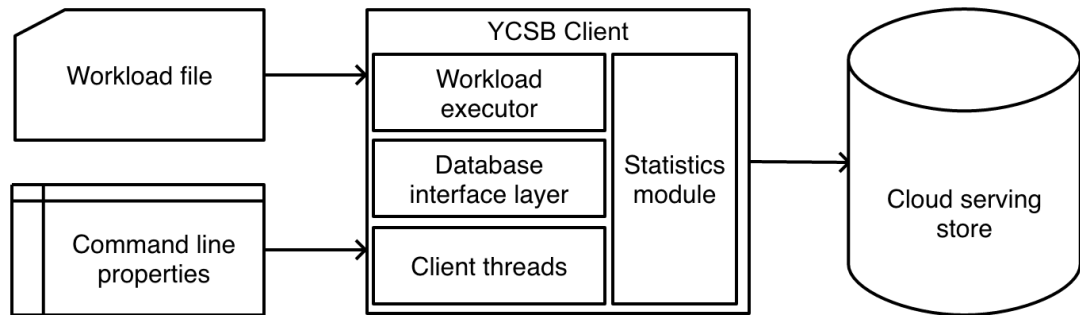 Workload file
Command line
properties
YCSB Client
Workload
executor
Database
interface layer
Client threads
Statistics
module
Cloud serving
store